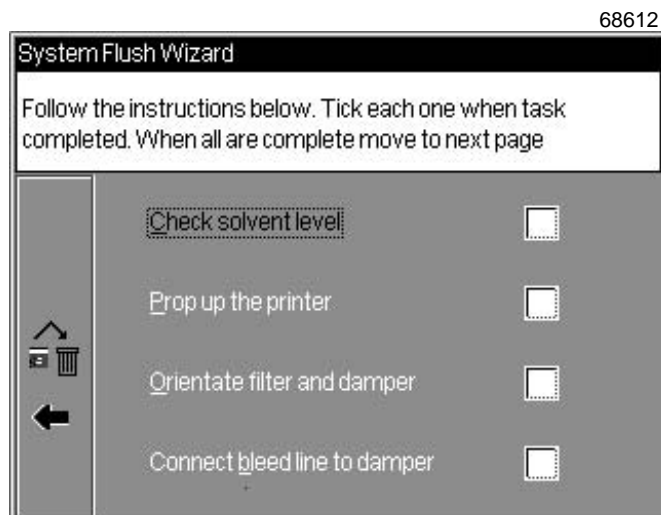 68612
System Flush Wizard
Follow the instructions below. Tick each one when task
completed. When all are complete move to next page
Check solvent level
Prop up the printer
Orientate filter and damper
Connect bleed line to damper